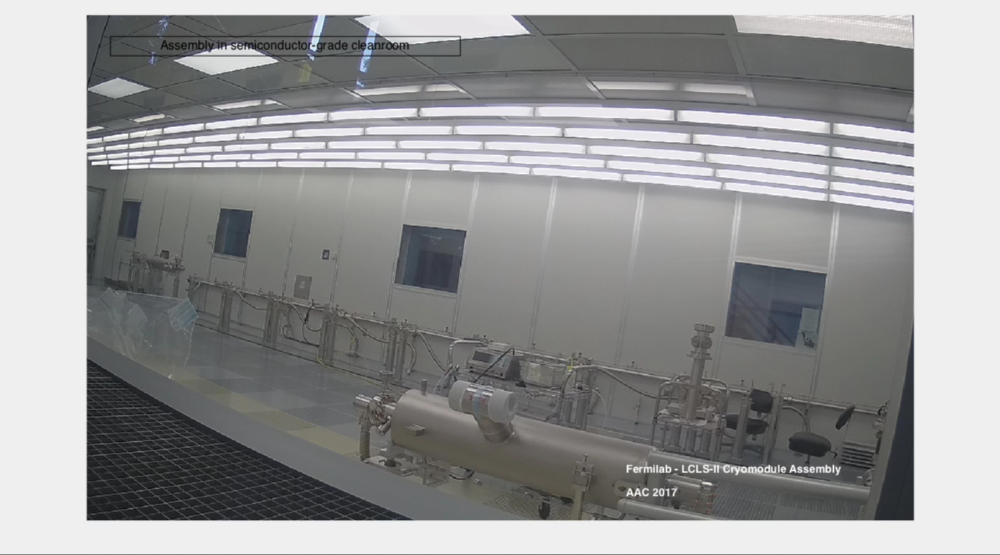 Assembly in semiconductor-grade cleanroom
Fermilab - LCLS-II Cryomodule Assembly
AAC 2017